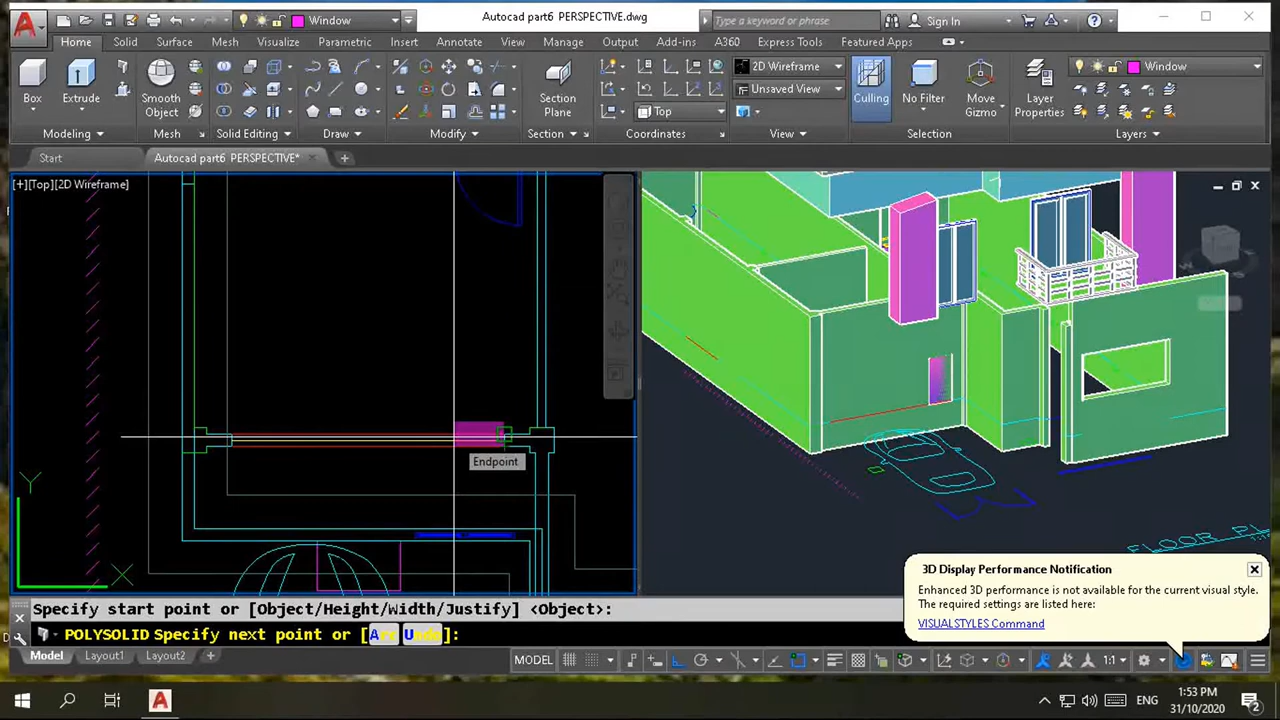 Window
Autocad part6 PERSPECTIVE.dwg
Type a keyword or phrase
Sign In
Home Solid Surface Mesh Visualize Parametric Insert Annotate View Manage Output Add-ins A360 Express Tools Featured Apps
Box
Extrude
Smooth Object
Section Plane
2D Wireframe
Unsaved View
Top
Culling
No Filter
Move Gizmo
Layer Properties
Window
Modeling Mesh Solid Editing Draw Modify Section Coordinates View Selection Layers
Start
Autocad part6 PERSPECTIVE*
[+][Top][2D Wireframe]
Y
X
Endpoint
FLOOR PL
3D Display Performance Notification
Enhanced 3D performance is not available for the current visual style.
The required settings are listed here:
VISUALSTYLES Command
Specify start point or [Object/Height/Width/Justify] <Object>:
POLYSOLID Specify next point or [Arc Undo]:
Model Layout1 Layout2
MODEL
1:1
ENG
1:53 PM
31/10/2020
2